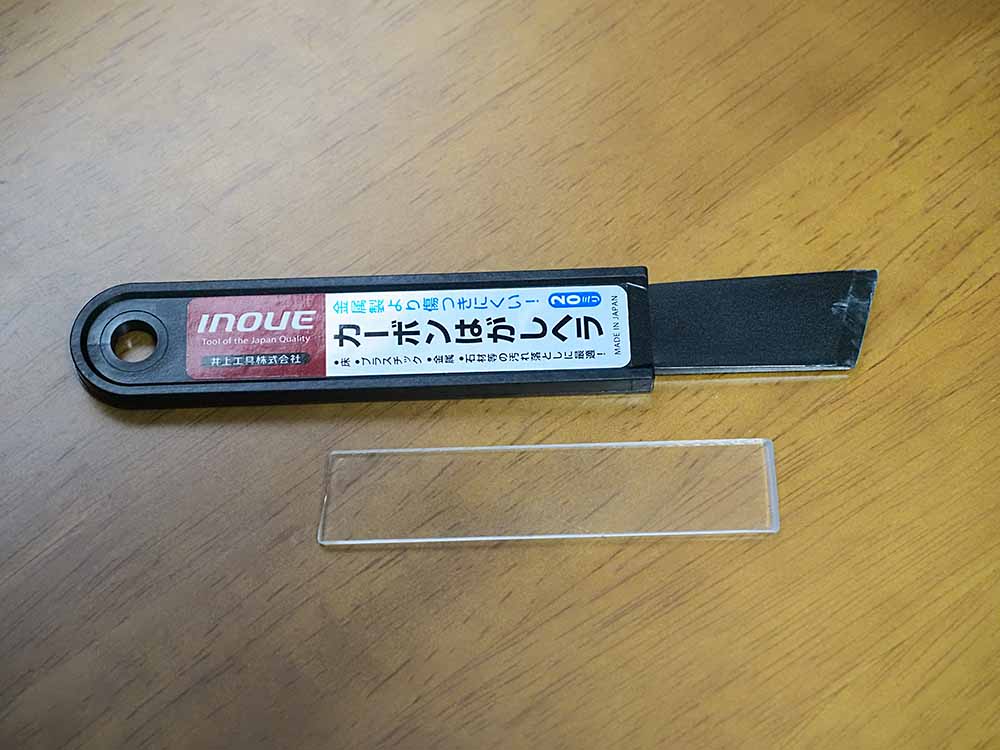 INOUE
Tool of the Japan Quality
井上工具株式会社
金属製より傷つきにくい!
20ミリ
カーボンはがしヘラ
・床・プラスチック・金属・石材等の汚れ落としに最適!
MADE IN JAPAN